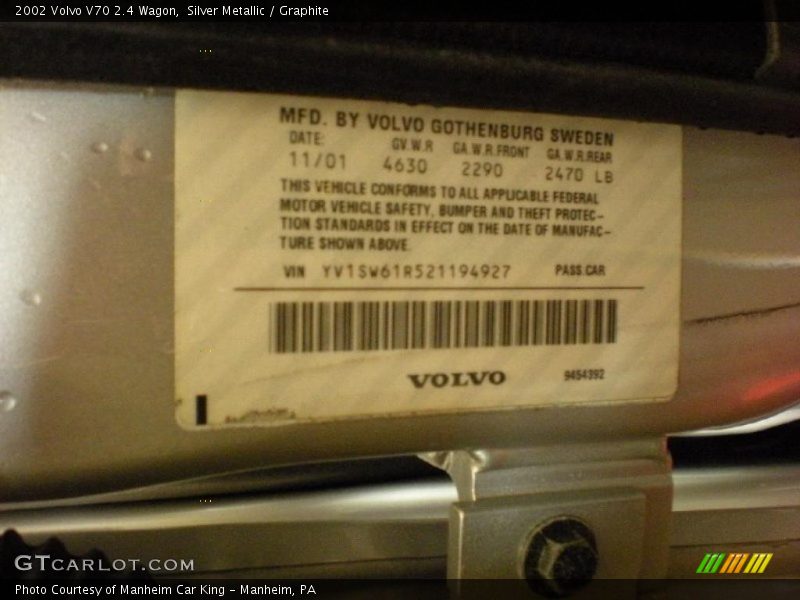 2002 Volvo V70 2.4 Wagon,  Silver Metallic / Graphite
MFD. BY VOLVO GOTHENBURG SWEDEN
DATE: GV.W.R GA.W.R.FRONT GA.W.R.REAR
11/01 4630 2290 2470 LB
THIS VEHICLE CONFORMS TO ALL APPLICABLE FEDERAL
MOTOR VEHICLE SAFETY, BUMPER AND THEFT PROTEC-
TION STANDARDS IN EFFECT ON THE DATE OF MANUFAC-
TURE SHOWN ABOVE.
VIN YV1SW61R521194927 PASS.CAR
VOLVO 9454392
GTCARLOT.COM
Photo Courtesy of Manheim Car King - Manheim, PA